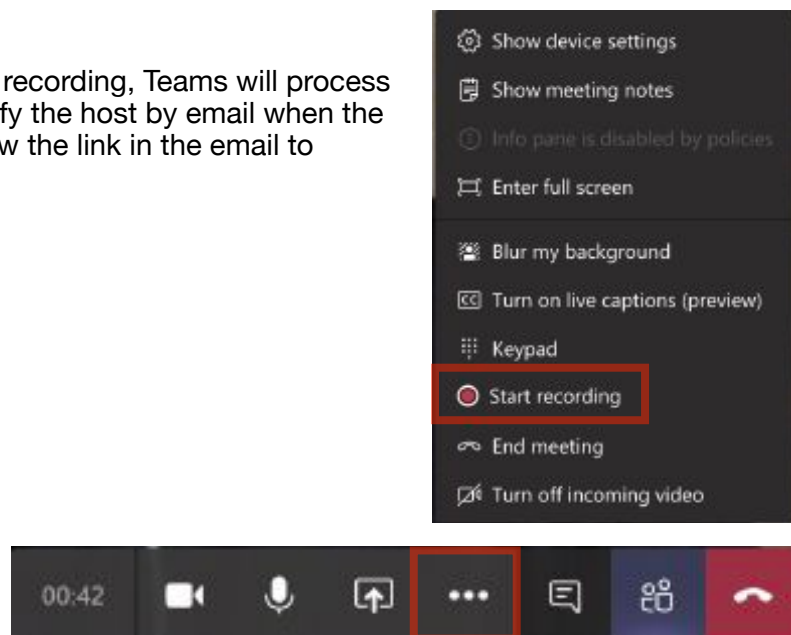 recording, Teams will process
fy the host by email when the
w the link in the email to
Show device settings
Show meeting notes
Info pane is disabled by policies
Enter full screen
Blur my background
CC Turn on live captions (preview)
Keypad
Start recording
End meeting
Turn off incoming video
00:42